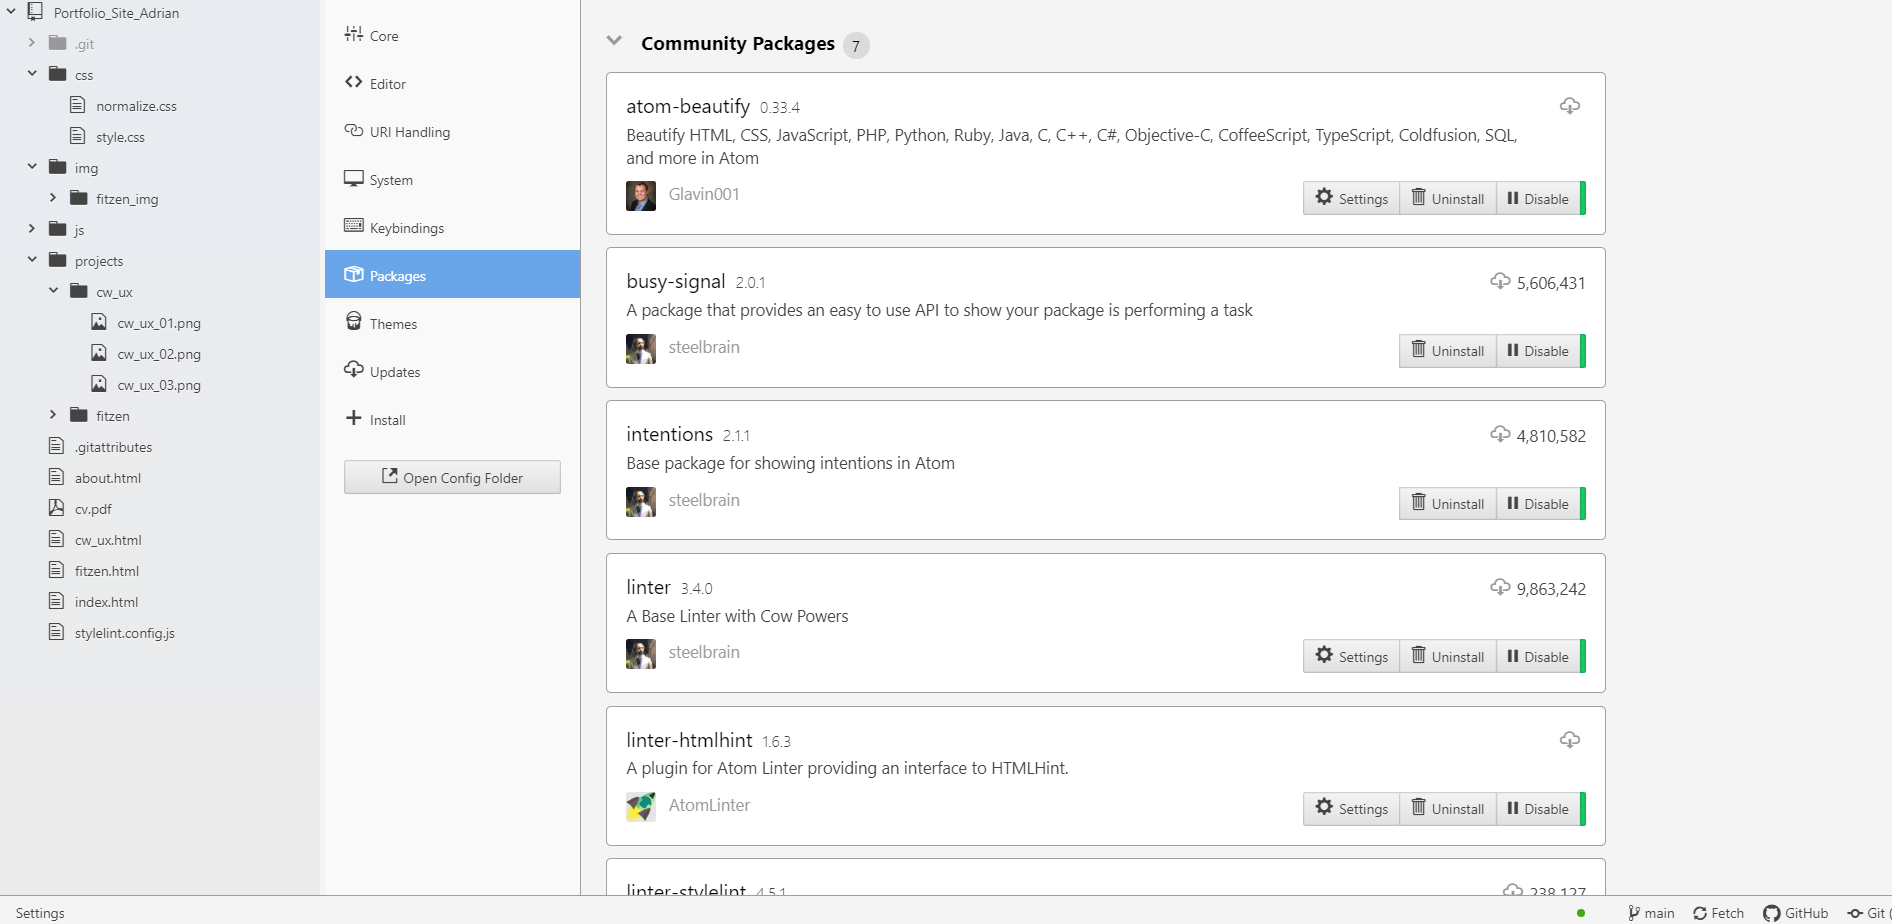 Portfolio_Site_Adrian
.git
css
normalize.css
style.css
img
fitzen_img
js
projects
cw_ux
cw_ux_01.png
cw_ux_02.png
cw_ux_03.png
fitzen
.gitattributes
about.html
cv.pdf
cw_ux.html
fitzen.html
index.html
stylelint.config.js
Core
Editor
URI Handling
System
Keybindings
Packages
Themes
Updates
Install
Open Config Folder
Community Packages 7
atom-beautify 0.33.4
Beautify HTML, CSS, JavaScript, PHP, Python, Ruby, Java, C, C++, C#, Objective-C, CoffeeScript, TypeScript, Coldfusion, SQL,
and more in Atom
Glavin001
Settings Uninstall Disable
busy-signal 2.0.1 5,606,431
A package that provides an easy to use API to show your package is performing a task
steelbrain
Uninstall Disable
intentions 2.1.1 4,810,582
Base package for showing intentions in Atom
steelbrain
Uninstall Disable
linter 3.4.0 9,863,242
A Base Linter with Cow Powers
steelbrain
Settings Uninstall Disable
linter-htmlhint 1.6.3
A plugin for Atom Linter providing an interface to HTMLHint.
AtomLinter
Settings Uninstall Disable
linter-stylelint 4.5.1 238,127
Settings main Fetch GitHub Git (